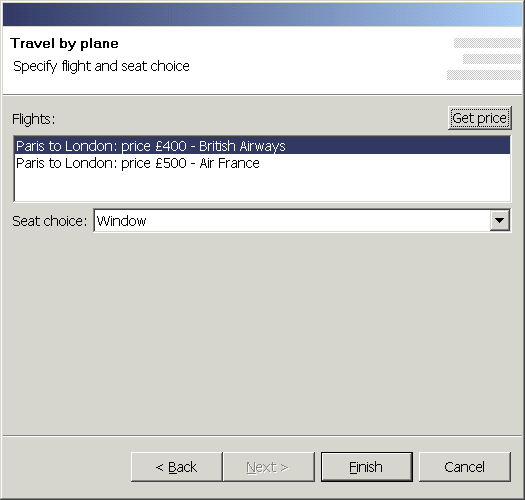 Travel by plane
Specify flight and seat choice
Flights:
Get price
Paris to London: price £400 - British Airways
Paris to London: price £500 - Air France
Seat choice: Window
< Back Next > Finish Cancel